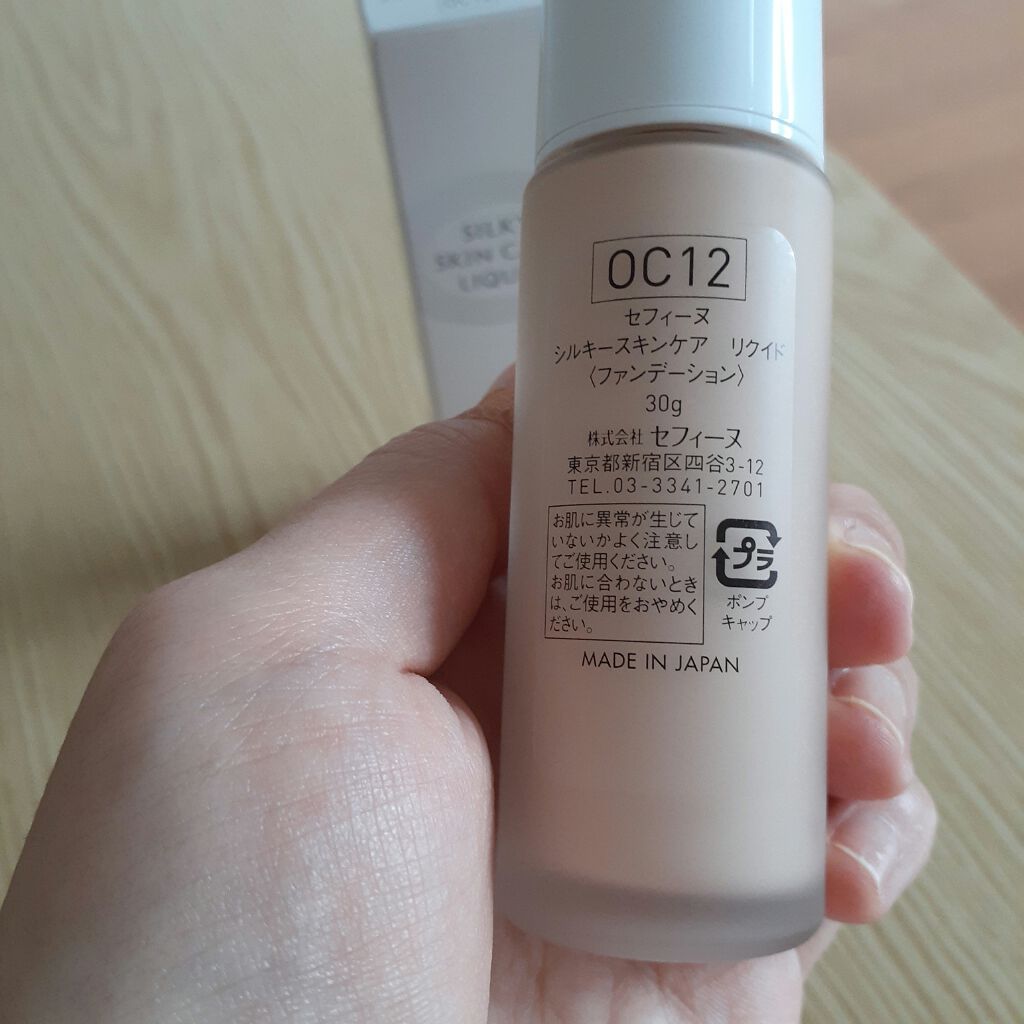 SILKY
SKIN
LIQU
OC12
セフィーヌ
シルキースキンケア リクイド
〈ファンデーション〉
30g
株式会社 セフィーヌ
東京都新宿区四谷3-12
TEL.03-3341-2701
お肌に異常が生じて
いないかよく注意し
てご使用ください。
お肌に合わないとき
は、ご使用をおやめく
ださい。
プラ
ポンプ
キャップ
MADE IN JAPAN